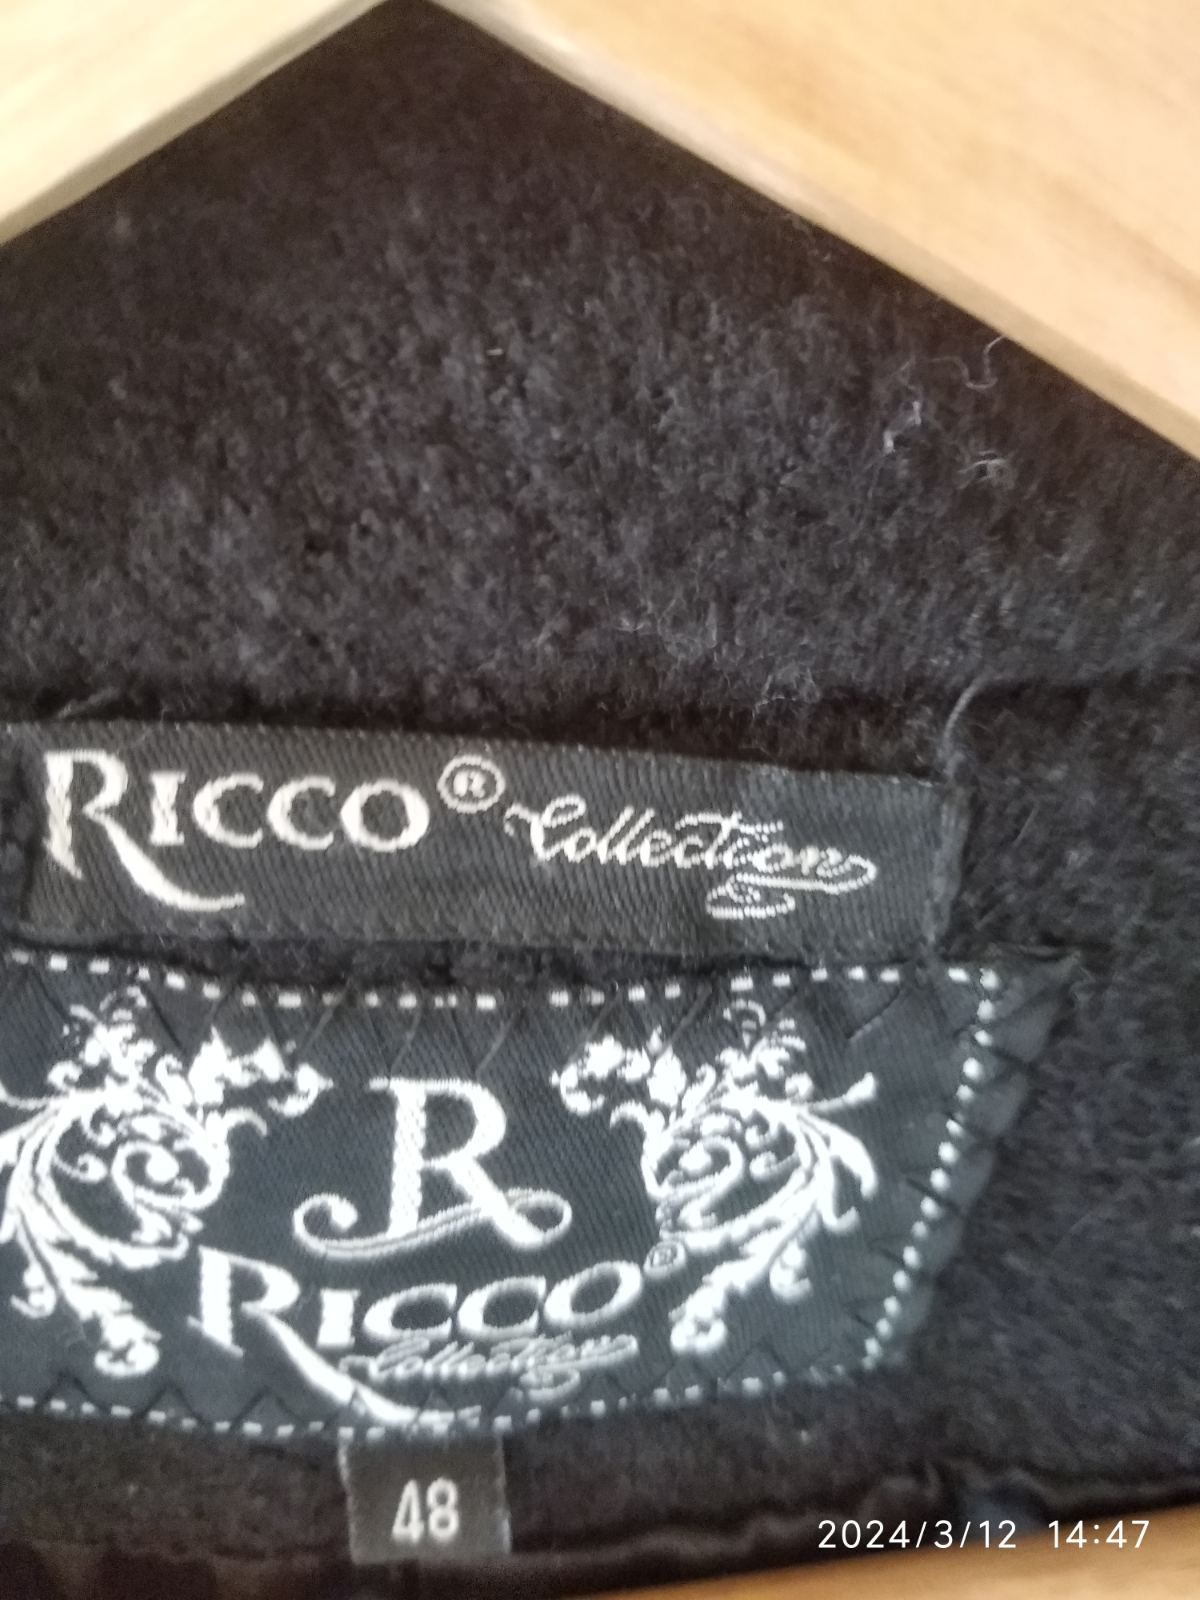 RICCO® Collection
R
RICCO®
Collection
48
2024/3/12 14:47